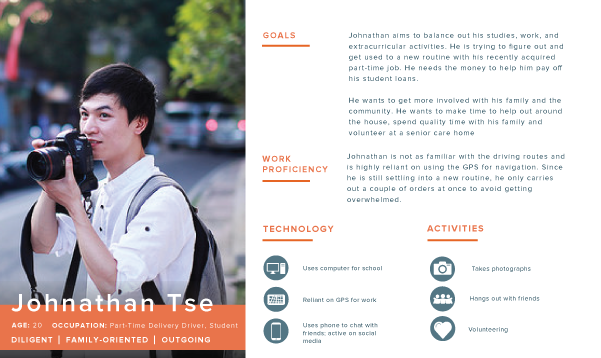 GOALS
Johnathan aims to balance out his studies, work, and
extracurricular activities. He is trying to figure out and
get used to a new routine with his recently acquired
part-time job. He needs the money to help him pay off
his student loans.
He wants to get more involved with his family and the
community. He wants to make time to help out around
the house, spend quality time with his family and
volunteer at a senior care home
WORK
PROFICIENCY
Johnathan is not as familiar with the driving routes and
is highly reliant on using the GPS for navigation. Since
he is still settling into a new routine, he only carries
out a couple of orders at once to avoid getting
overwhelmed.
TECHNOLOGY
Uses computer for school
Reliant on GPS for work
Uses phone to chat with
friends; active on social
media
ACTIVITIES
Takes photographs
Hangs out with friends
Volunteering
Johnathan Tse
AGE: 20 OCCUPATION: Part-Time Delivery Driver, Student
DILIGENT | FAMILY-ORIENTED | OUTGOING